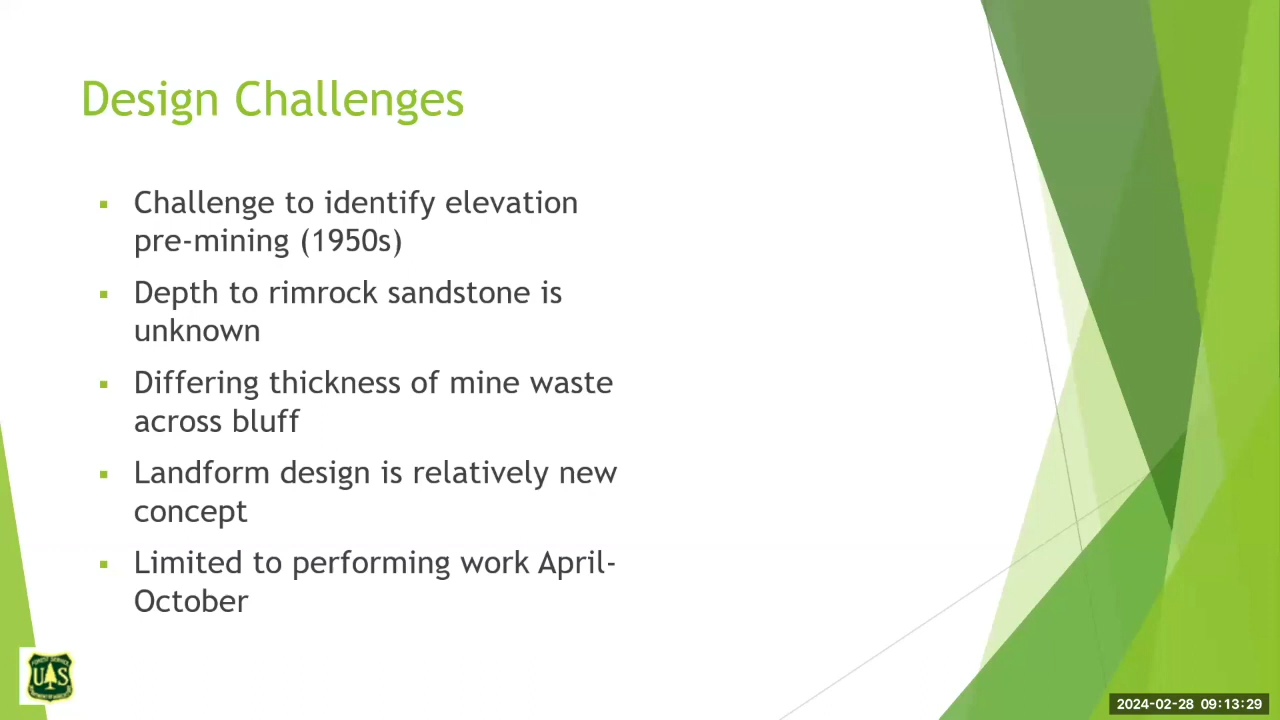 Design Challenges
▪ Challenge to identify elevation
pre-mining (1950s)
▪ Depth to rimrock sandstone is
unknown
▪ Differing thickness of mine waste
across bluff
▪ Landform design is relatively new
concept
▪ Limited to performing work April-
October
FOREST SERVICE
U S
2024-02-28 09:13:29